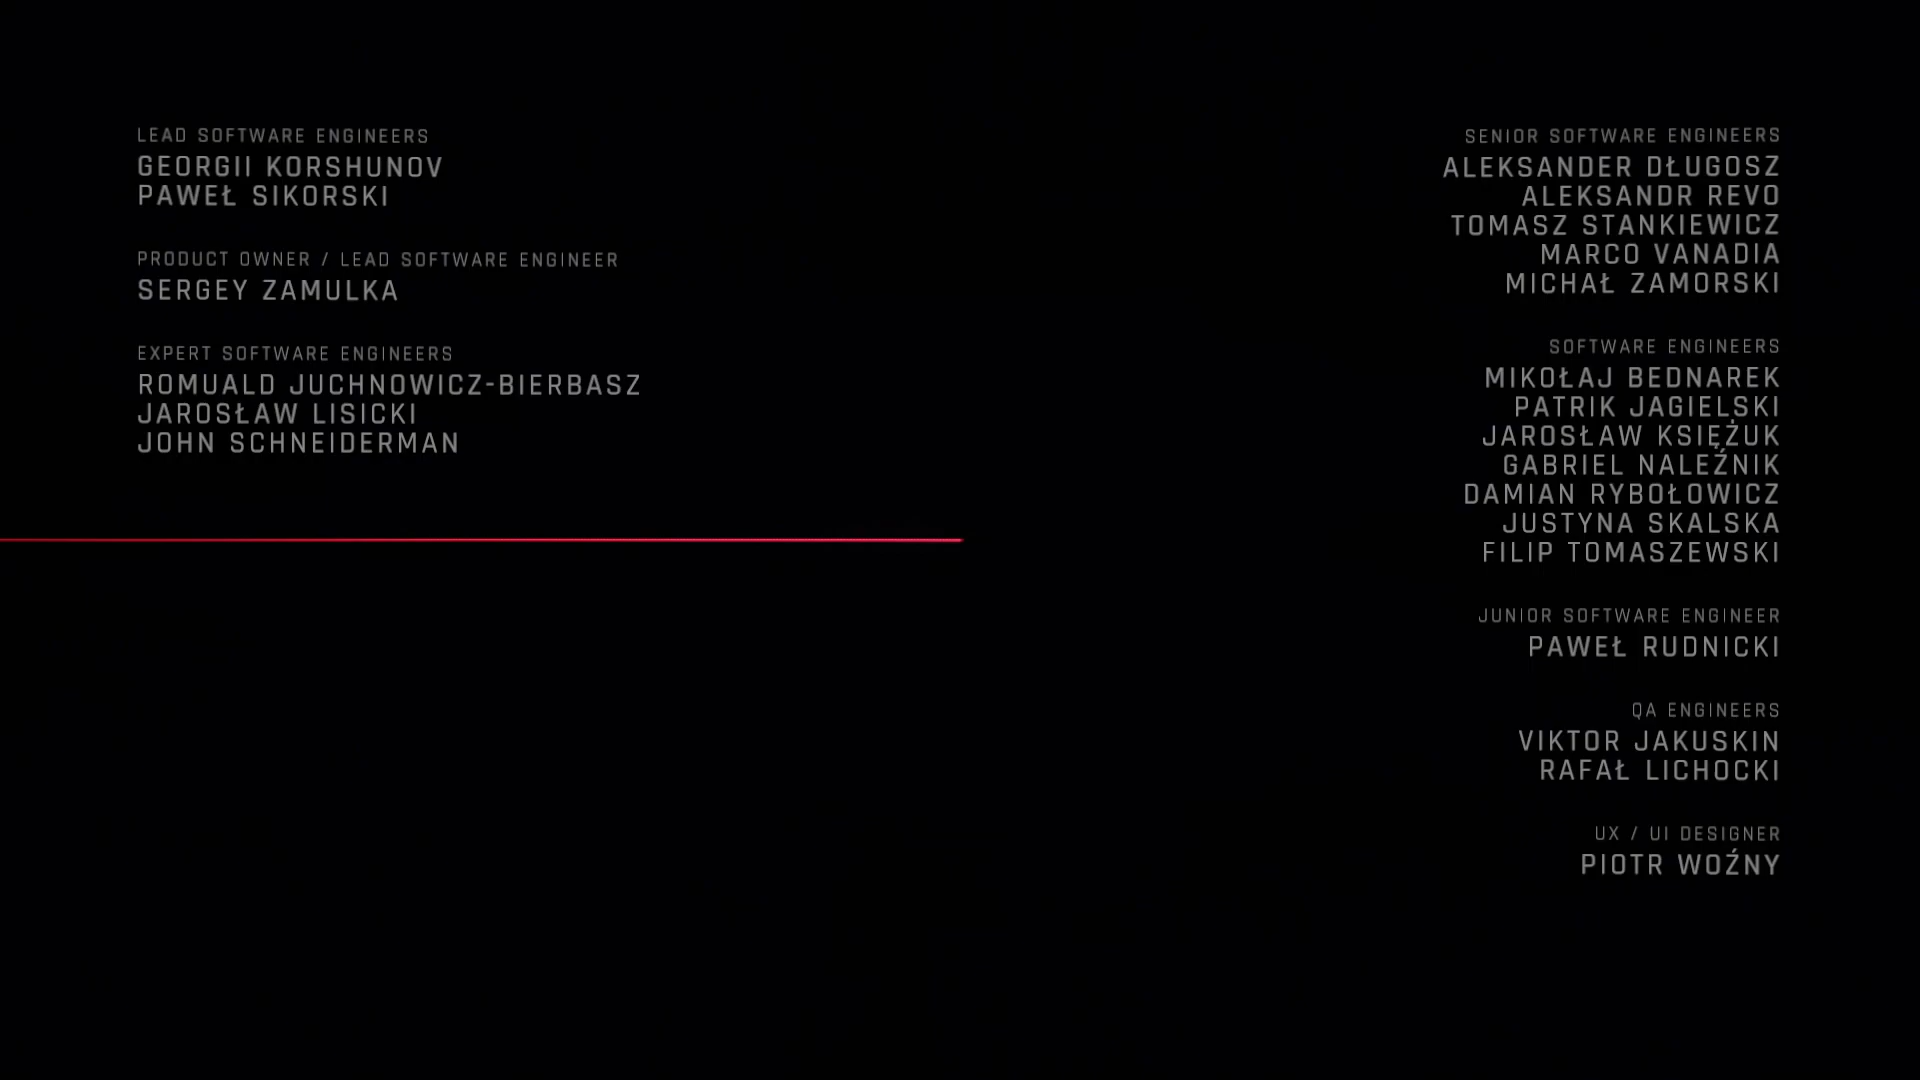 LEAD SOFTWARE ENGINEERS
GEORGII KORSHUNOV
PAWEŁ SIKORSKI
PRODUCT OWNER / LEAD SOFTWARE ENGINEER
SERGEY ZAMULKA
EXPERT SOFTWARE ENGINEERS
ROMUALD JUCHNOWICZ-BIERBASZ
JAROSŁAW LISICKI
JOHN SCHNEIDERMAN
SENIOR SOFTWARE ENGINEERS
ALEKSANDER DŁUGOSZ
ALEKSANDR REVO
TOMASZ STANKIEWICZ
MARCO VANADIA
MICHAŁ ZAMORSKI
SOFTWARE ENGINEERS
MIKOŁAJ BEDNAREK
PATRIK JAGIELSKI
JAROSŁAW KSIĘŻUK
GABRIEL NALEŹNIK
DAMIAN RYBOŁOWICZ
JUSTYNA SKALSKA
FILIP TOMASZEWSKI
JUNIOR SOFTWARE ENGINEER
PAWEŁ RUDNICKI
QA ENGINEERS
VIKTOR JAKUSKIN
RAFAŁ LICHOCKI
UX / UI DESIGNER
PIOTR WOŹNY